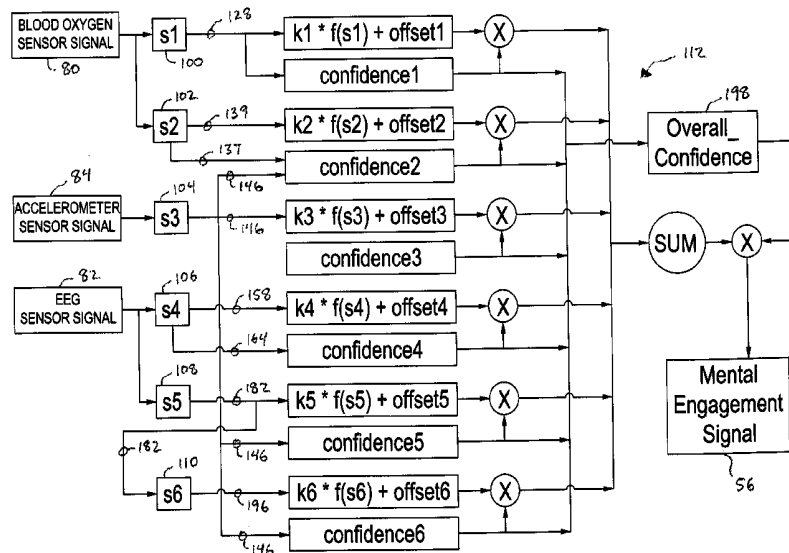 BLOOD OXYGEN
SENSOR SIGNAL
80
s1
100
128
k1 * f(s1) + offset1
X
confidence1
112
102
s2
139
137
146
k2 * f(s2) + offset2
X
confidence2
198
Overall_
Confidence
84
ACCELEROMETER
SENSOR SIGNAL
104
s3
146
k3 * f(s3) + offset3
X
confidence3
SUM
X
82
EEG
SENSOR SIGNAL
106
s4
158
164
k4 * f(s4) + offset4
X
confidence4
108
s5
182
k5 * f(s5) + offset5
X
146
confidence5
Mental
Engagement
Signal
56
182
110
s6
196
k6 * f(s6) + offset6
X
146
confidence6